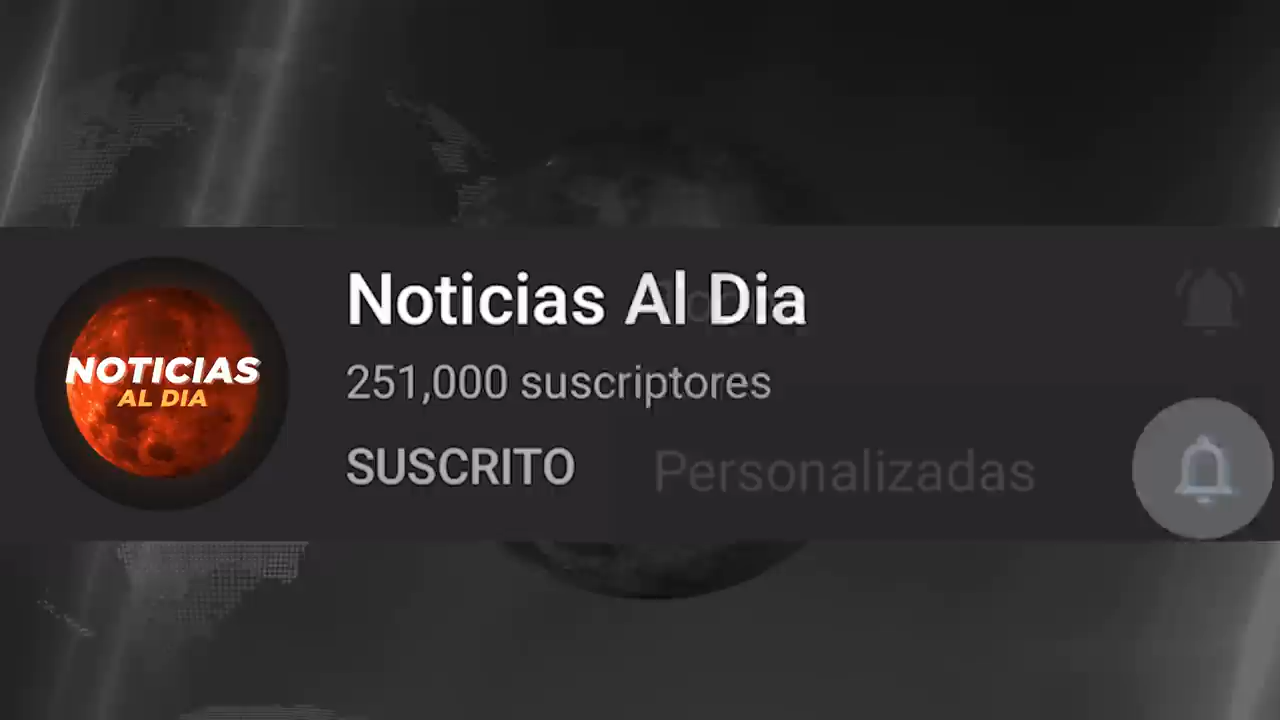 NOTICIAS
AL DIA
Noticias Al Dia
251,000 suscriptores
SUSCRITO
Personalizadas